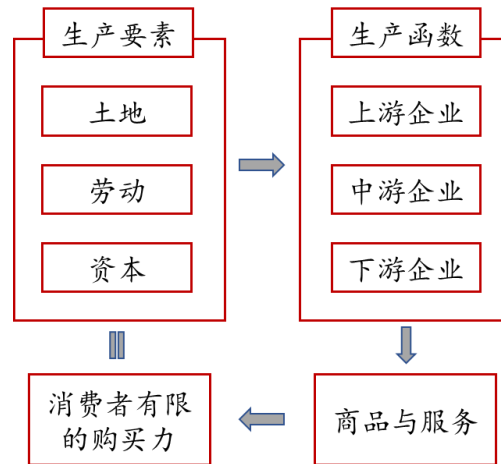 生产要素
土地
劳动
资本
生产函数
上游企业
中游企业
下游企业
消费者有限
的购买力
商品与服务